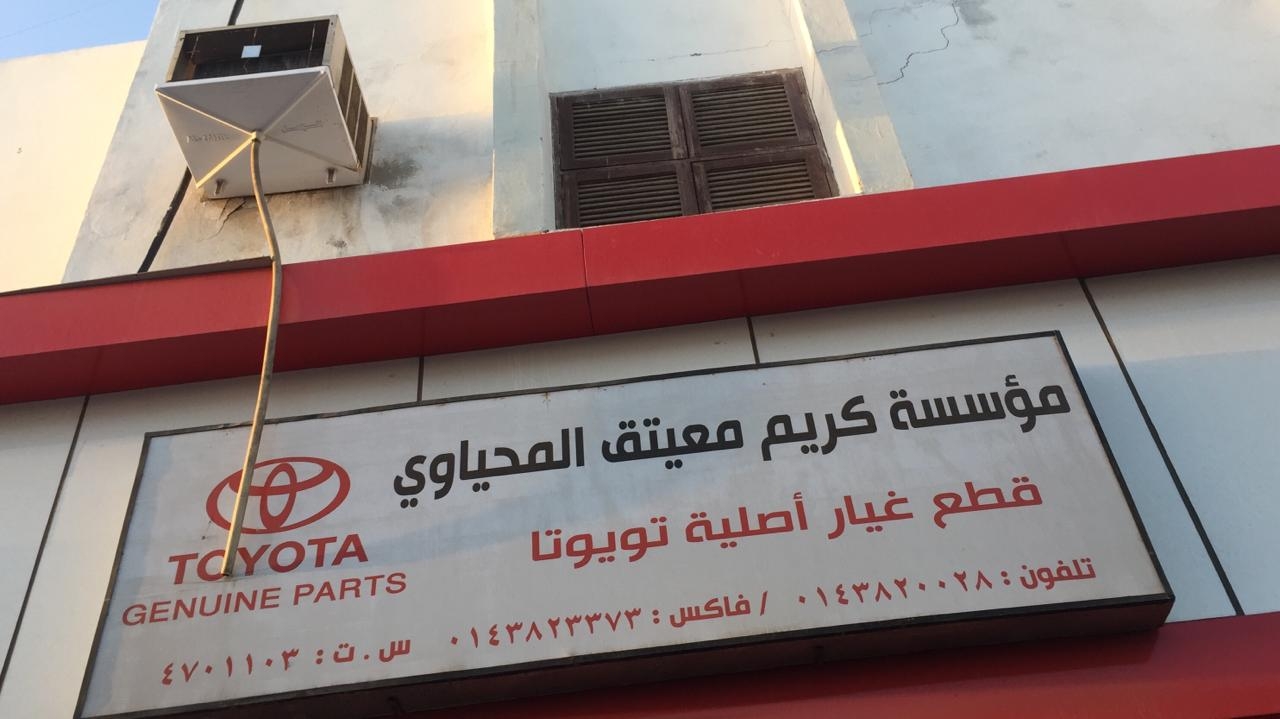 مؤسسة كريم معيتق المحياوي
قطع غيار أصلية تويوتا
TOYOTA
GENUINE PARTS
تلفون : ٠١٤٣٨٢٠٠٢٨ / فاكس : ٠١٤٣٨٢٣٣٧٣ س . ت : ٤٧٠١١٠٣